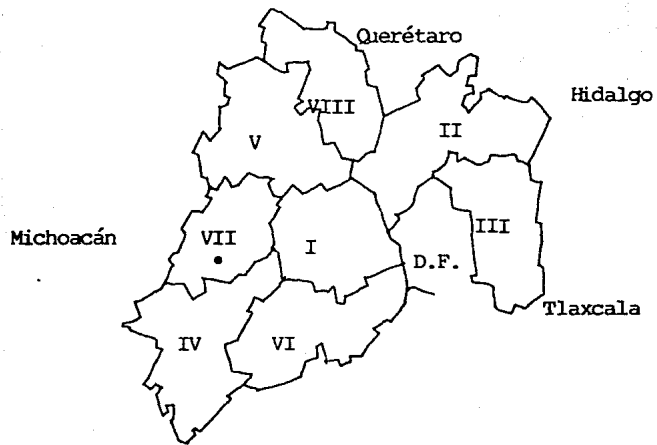 Querétaro
Hidalgo
VIII
II
V
Michoacán
VII
I
III
D.F.
Tlaxcala
IV
VI